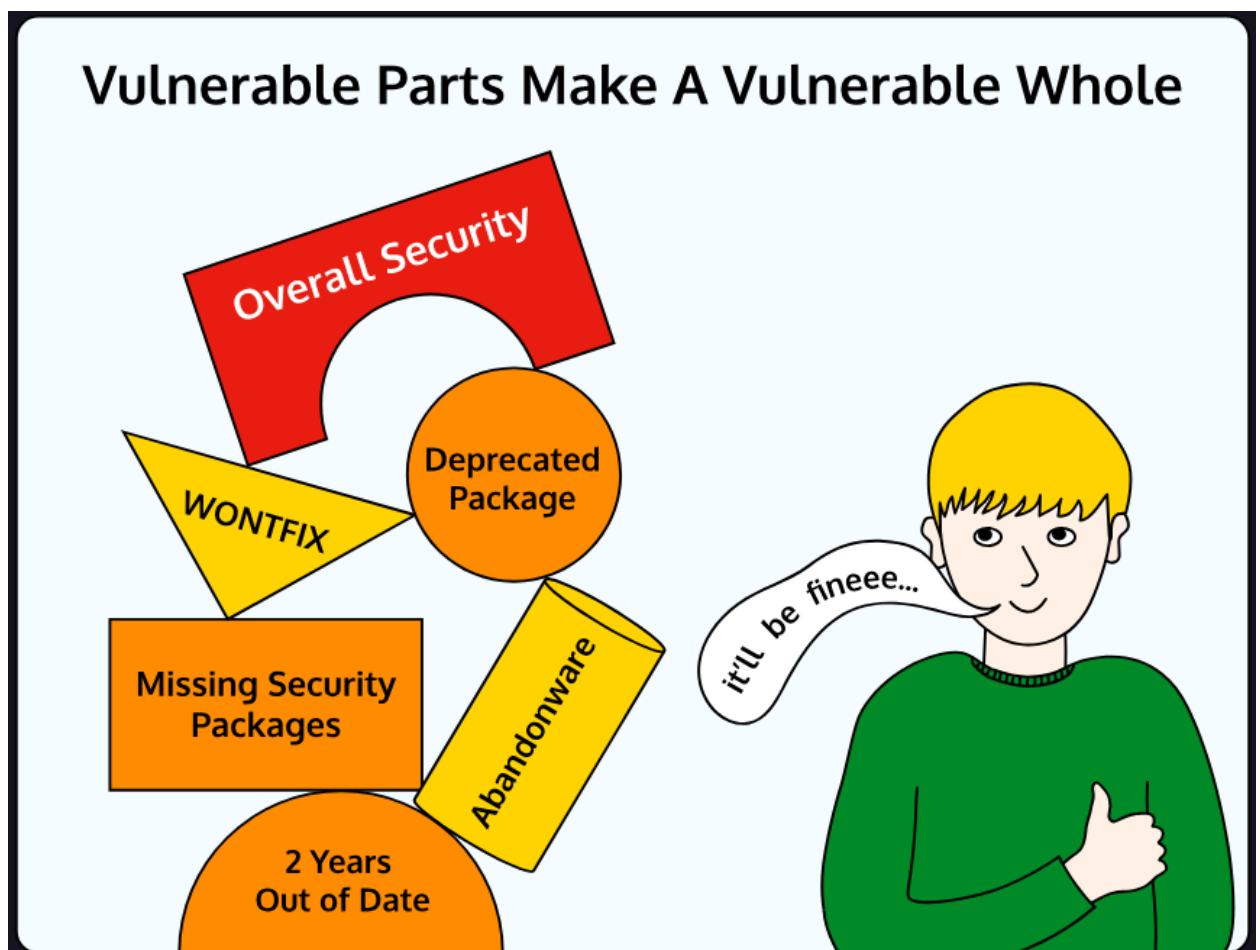 Vulnerable Parts Make A Vulnerable Whole
Overall Security
WONTFIX
Deprecated
Package
Missing Security
Packages
Abandonware
2 Years
Out of Date
it'll be fineee...